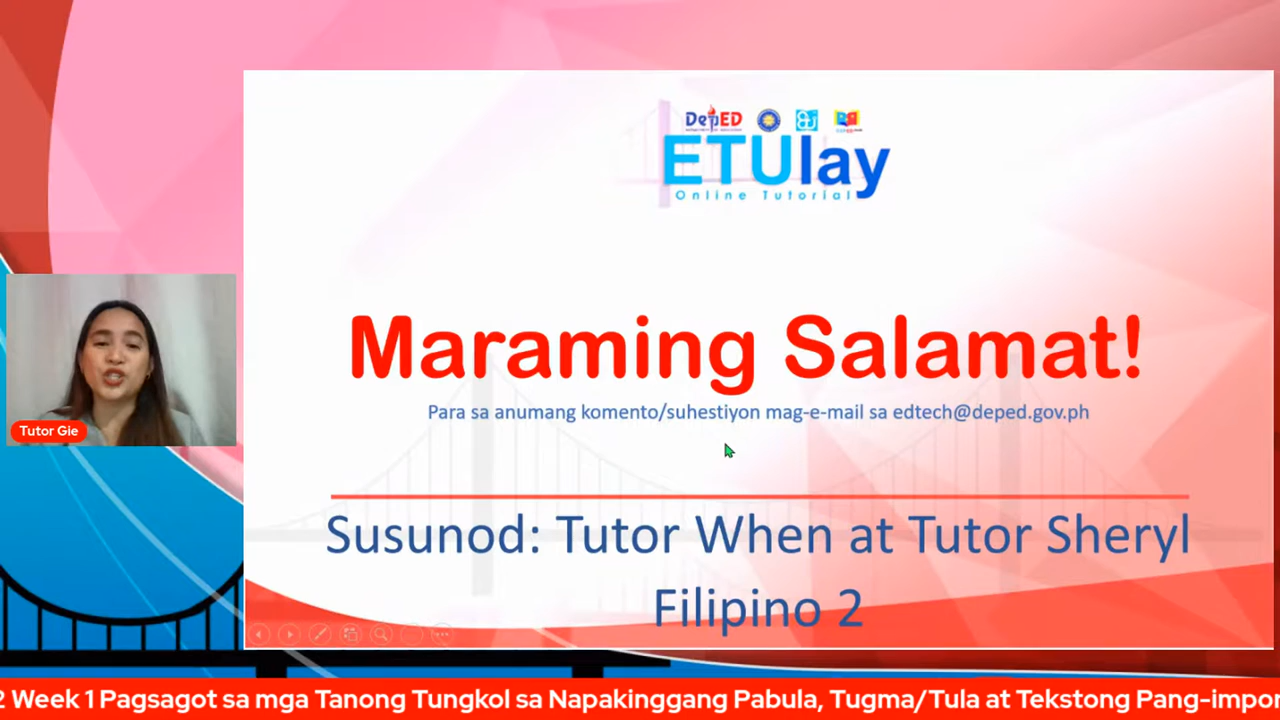 DepED
ETUlay
Online Tutorial
Maraming Salamat!
Para sa anumang komento/suhestiyon mag-e-mail sa edtech@deped.gov.ph
Tutor Gie
Susunod: Tutor When at Tutor Sheryl
Filipino 2
2 Week 1 Pagsagot sa mga Tanong Tungkol sa Napakinggang Pabula, Tugma/Tula at Tekstong Pang-impor